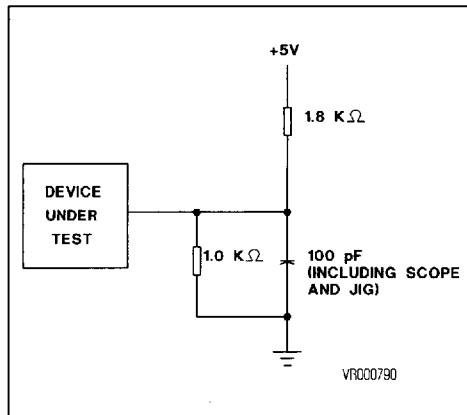 +5V
1.8 KΩ
DEVICE
UNDER
TEST
1.0 KΩ
100 pF
(INCLUDING SCOPE
AND JIG)
VR000790